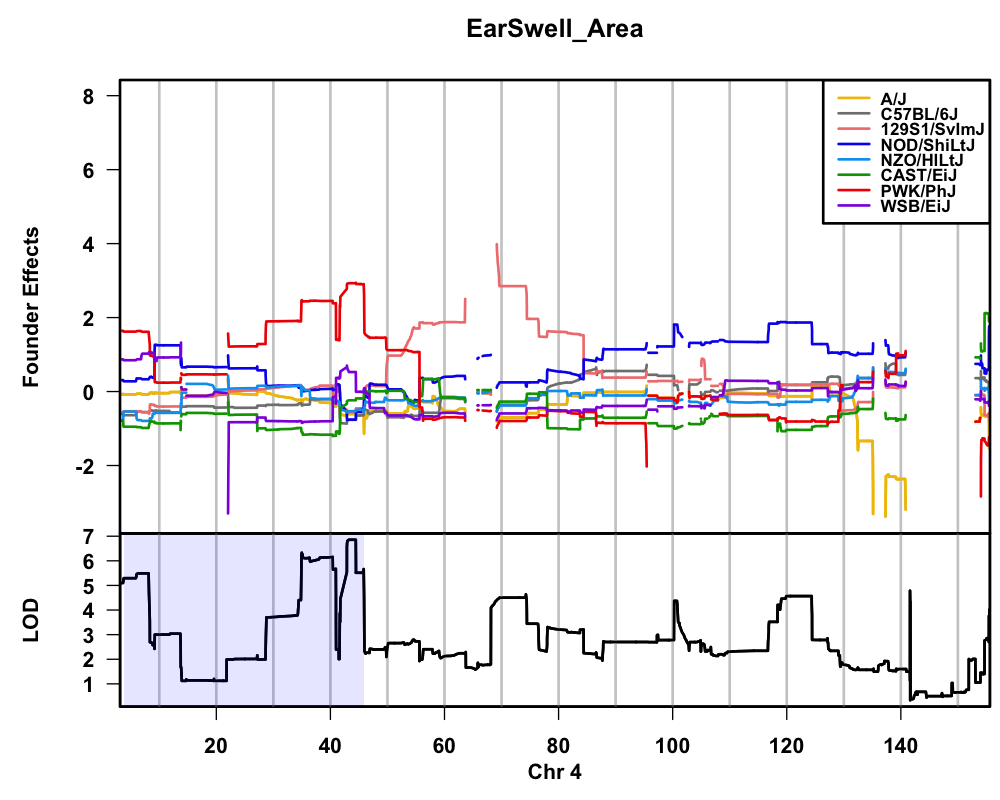 EarSwell_Area
8
6
4
2
0
-2
Founder Effects
A/J
C57BL/6J
129S1/SvImJ
NOD/ShiLtJ
NZO/HlLtJ
CAST/EiJ
PWK/PhJ
WSB/EiJ
7
6
5
4
3
2
1
LOD
20 40 60 80 100 120 140
Chr 4